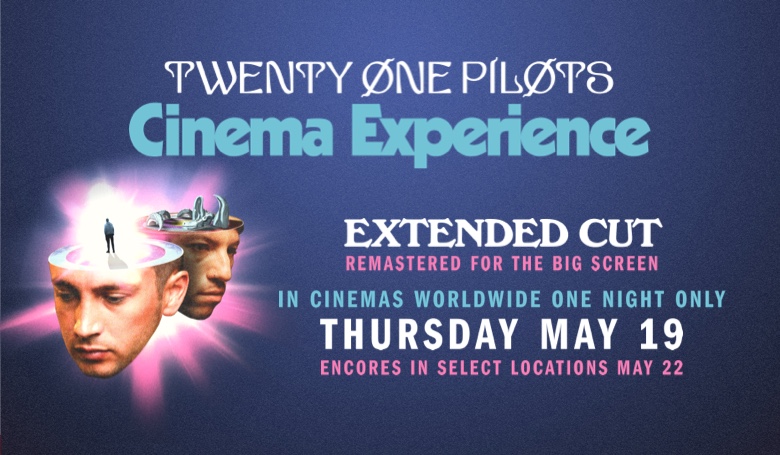 TWENTY ØNE PILØTS
Cinema Experience
EXTENDED CUT
REMASTERED FOR THE BIG SCREEN
IN CINEMAS WORLDWIDE ONE NIGHT ONLY
THURSDAY MAY 19
ENCORES IN SELECT LOCATIONS MAY 22